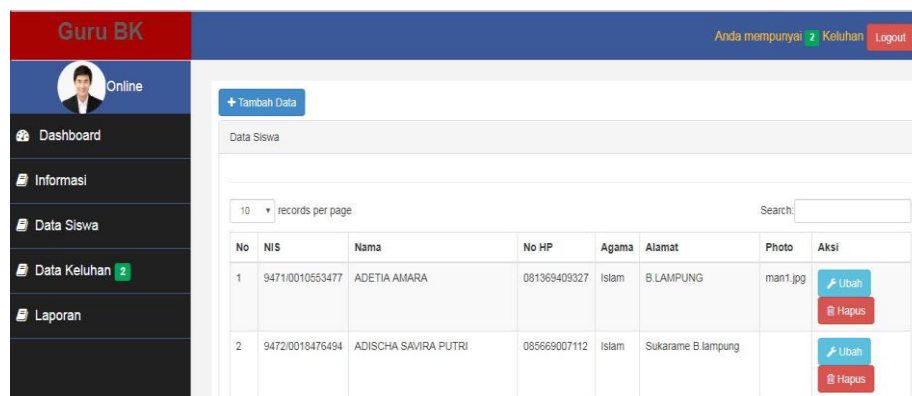 Guru BK
Anda mempunyai 2 Keluhan Logout
Online
Dashboard
Informasi
Data Siswa
Data Keluhan 2
Laporan
+ Tambah Data
Data Siswa
10 records per page Search:
No NIS Nama No HP Agama Alamat Photo Aksi
1 9471/0010553477 ADETIA AMARA 081369409327 Islam B.LAMPUNG man1.jpg Ubah
Hapus
2 9472/0018476494 ADISCHA SAVIRA PUTRI 085669007112 Islam Sukarame B.lampung Ubah
Hapus